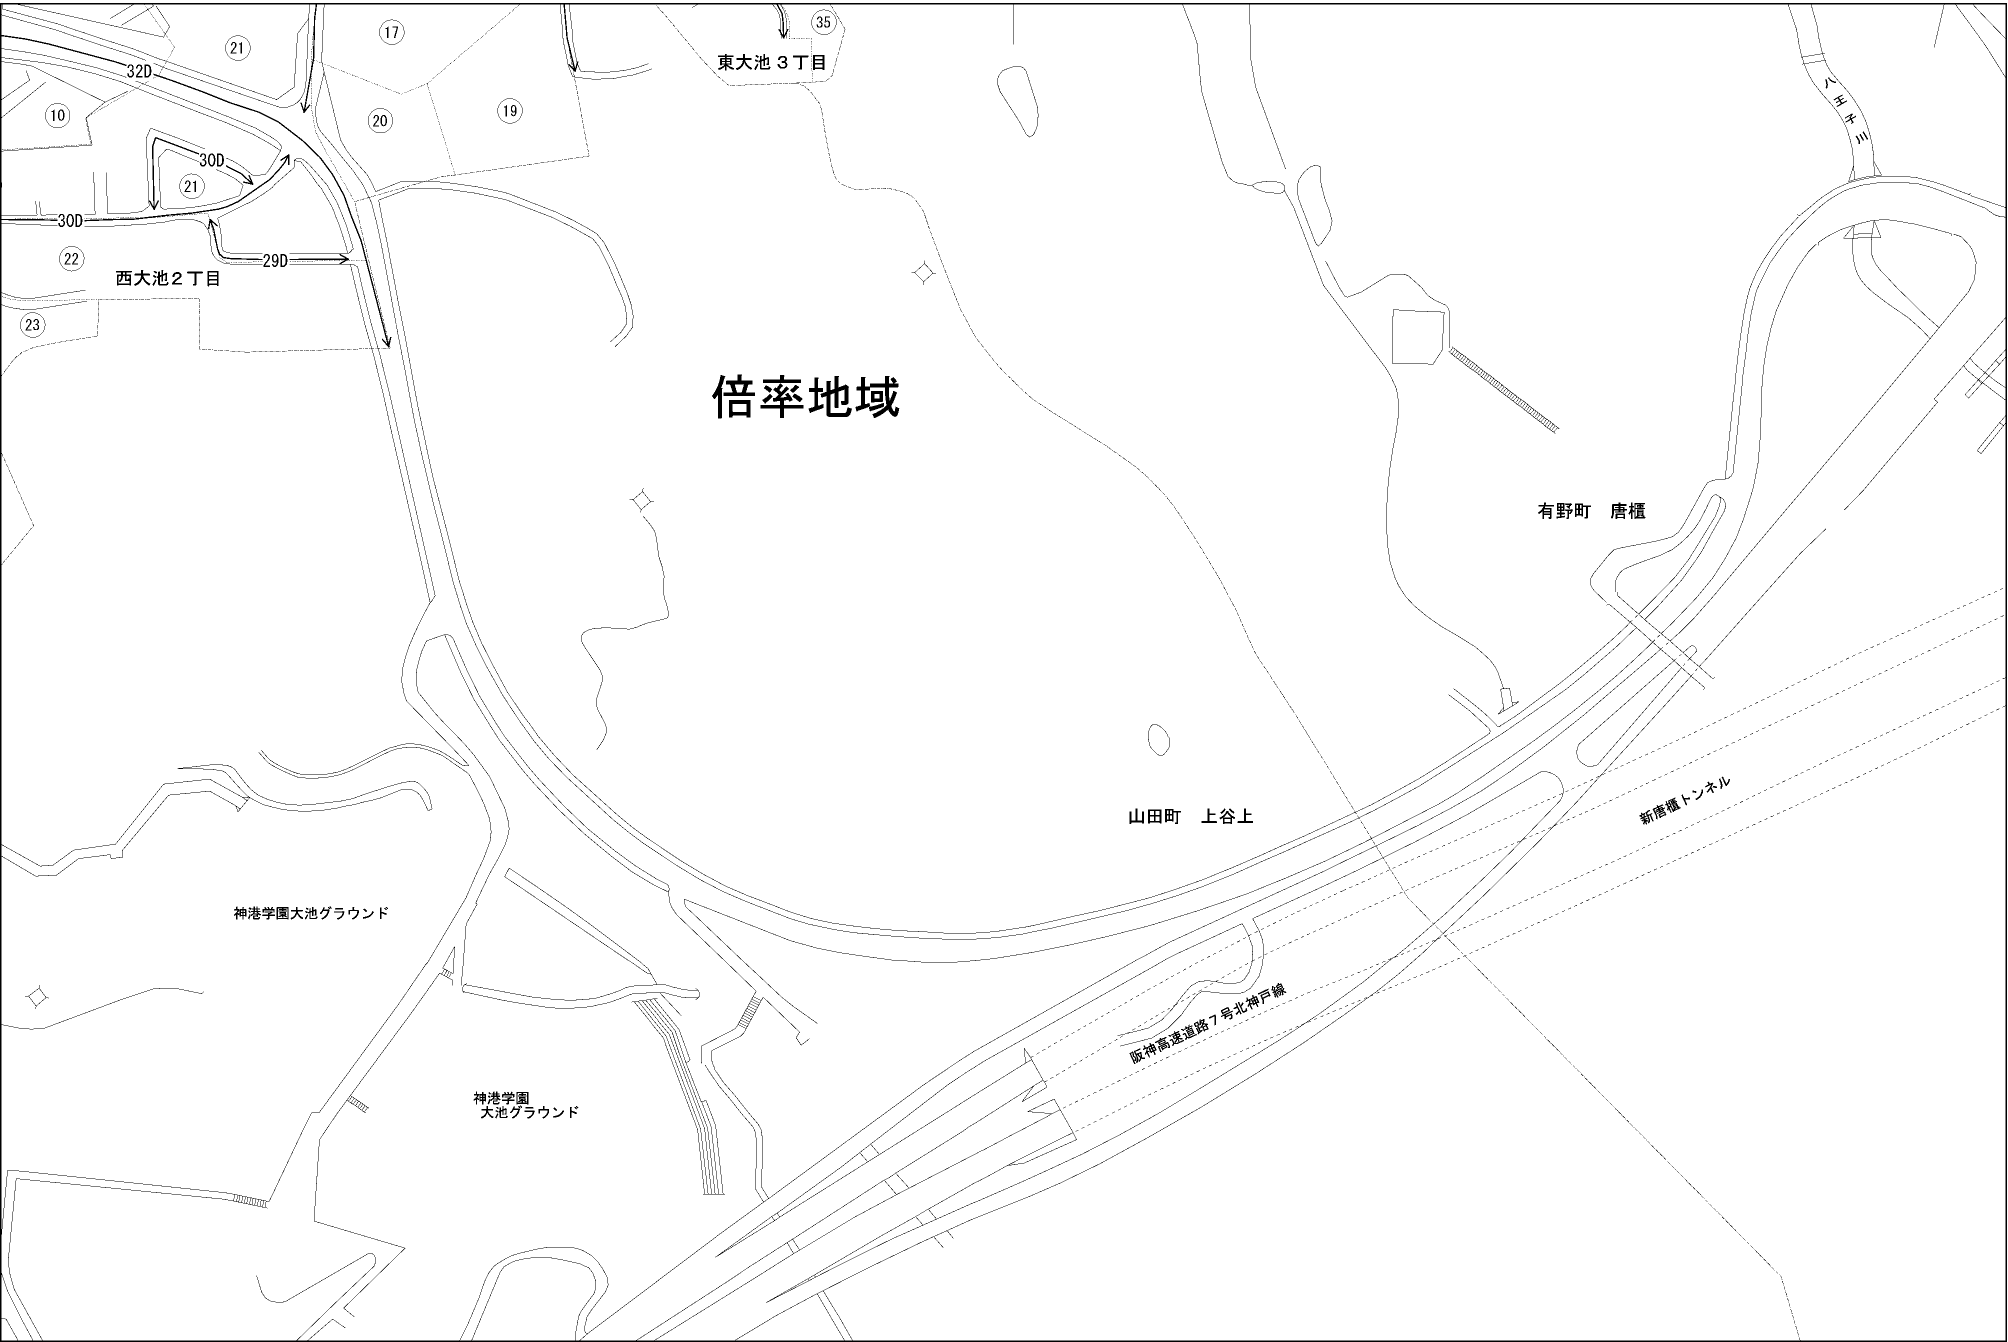 35
17
21
東大池3丁目
32D
八王子川
10
20
19
30D
21
30D
22
29D
西大池2丁目
23
倍率地域
有野町　唐櫃
新唐櫃トンネル
山田町　上谷上
神港学園大池グラウンド
阪神高速道路7号北神戸線
神港学園
大池グラウンド